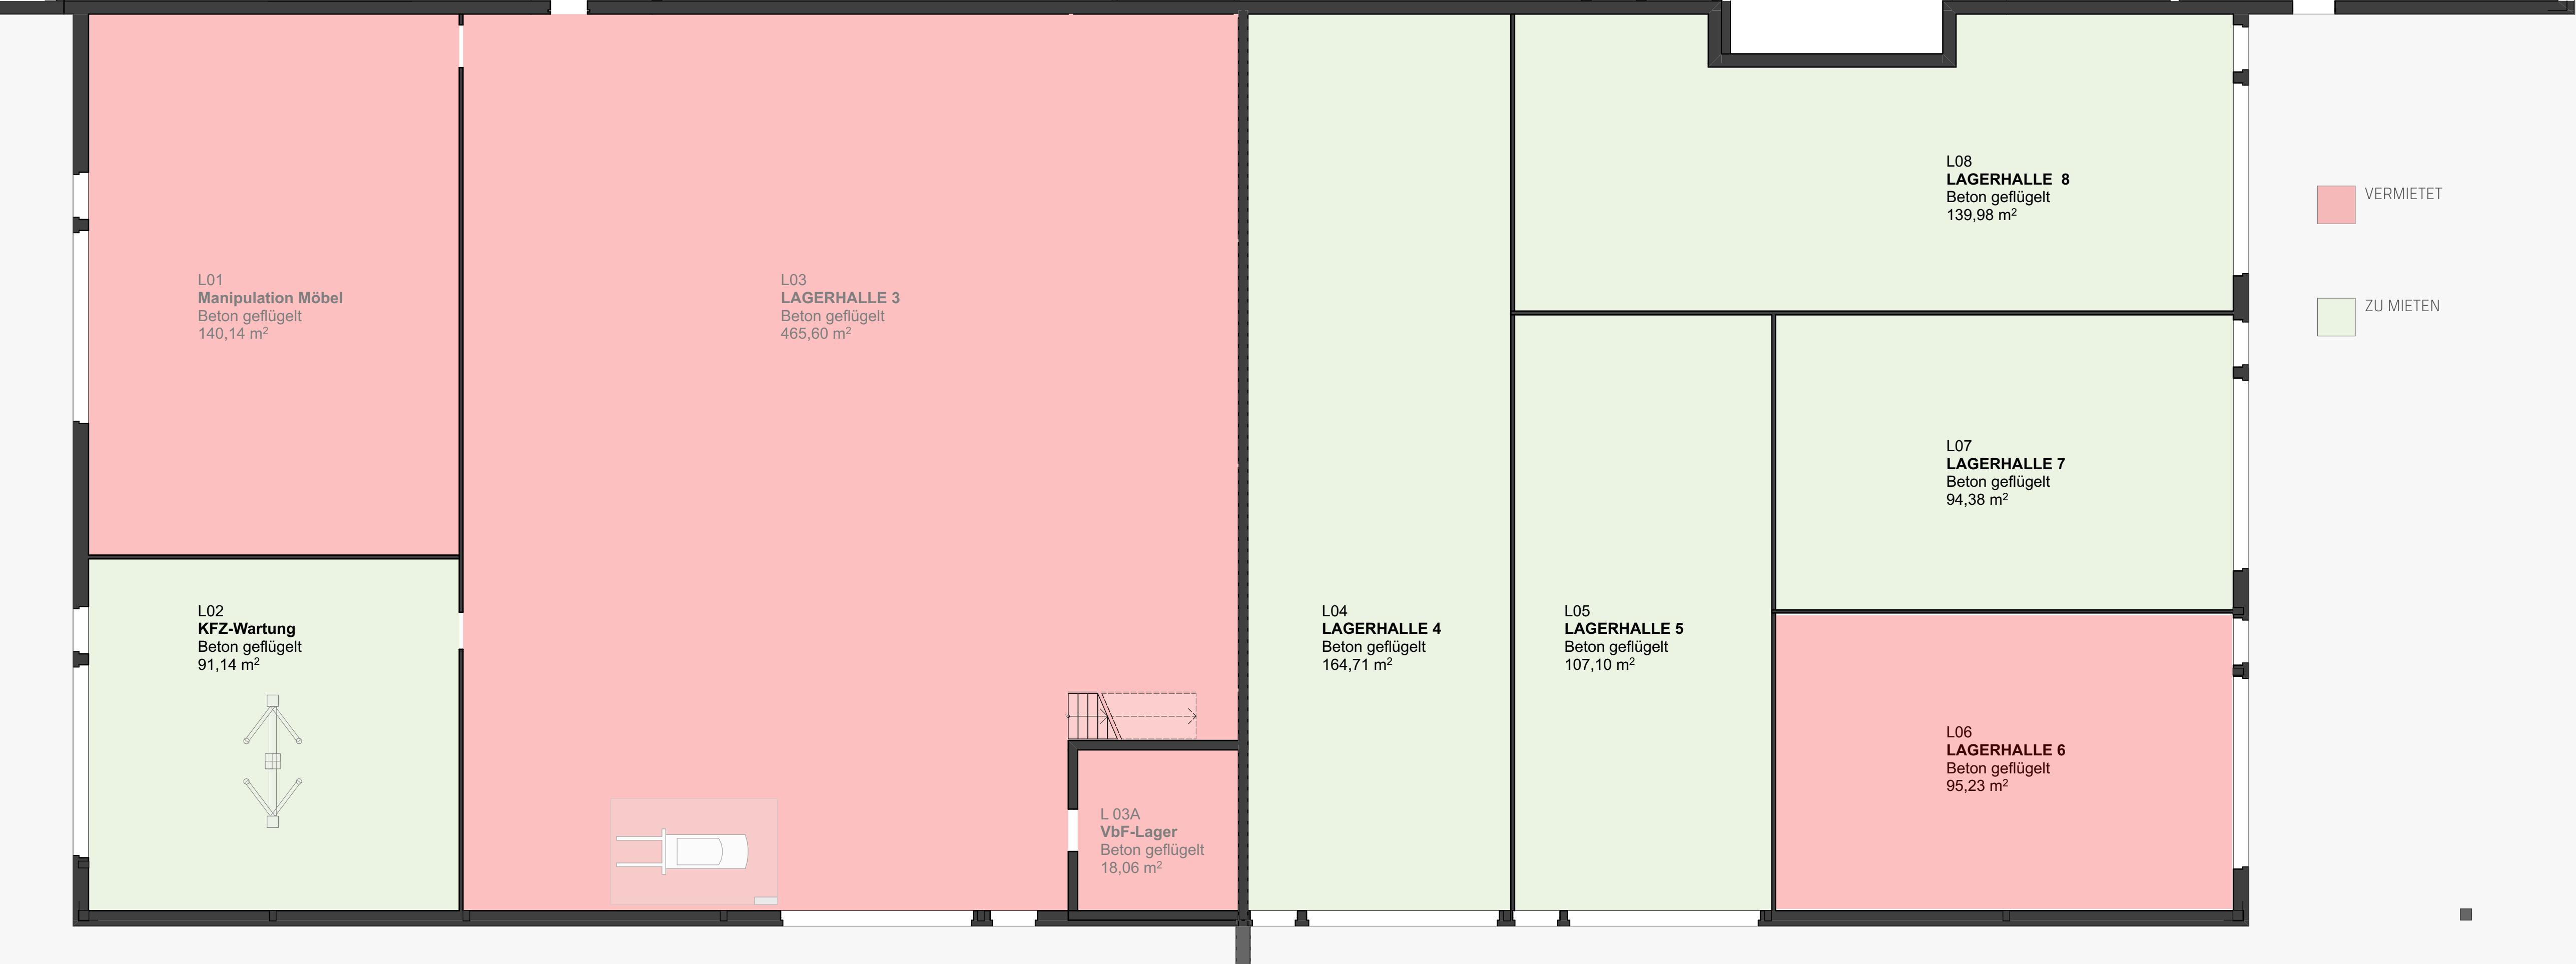 L01
Manipulation Möbel
Beton geflügelt
140,14 m²
L03
LAGERHALLE 3
Beton geflügelt
465,60 m²
L08
LAGERHALLE  8
Beton geflügelt
139,98 m²
VERMIETET
ZU MIETEN
L07
LAGERHALLE 7
Beton geflügelt
94,38 m²
L02
KFZ-Wartung
Beton geflügelt
91,14 m²
L04
LAGERHALLE 4
Beton geflügelt
164,71 m²
L05
LAGERHALLE 5
Beton geflügelt
107,10 m²
L06
LAGERHALLE 6
Beton geflügelt
95,23 m²
L 03A
VbF-Lager
Beton geflügelt
18,06 m²